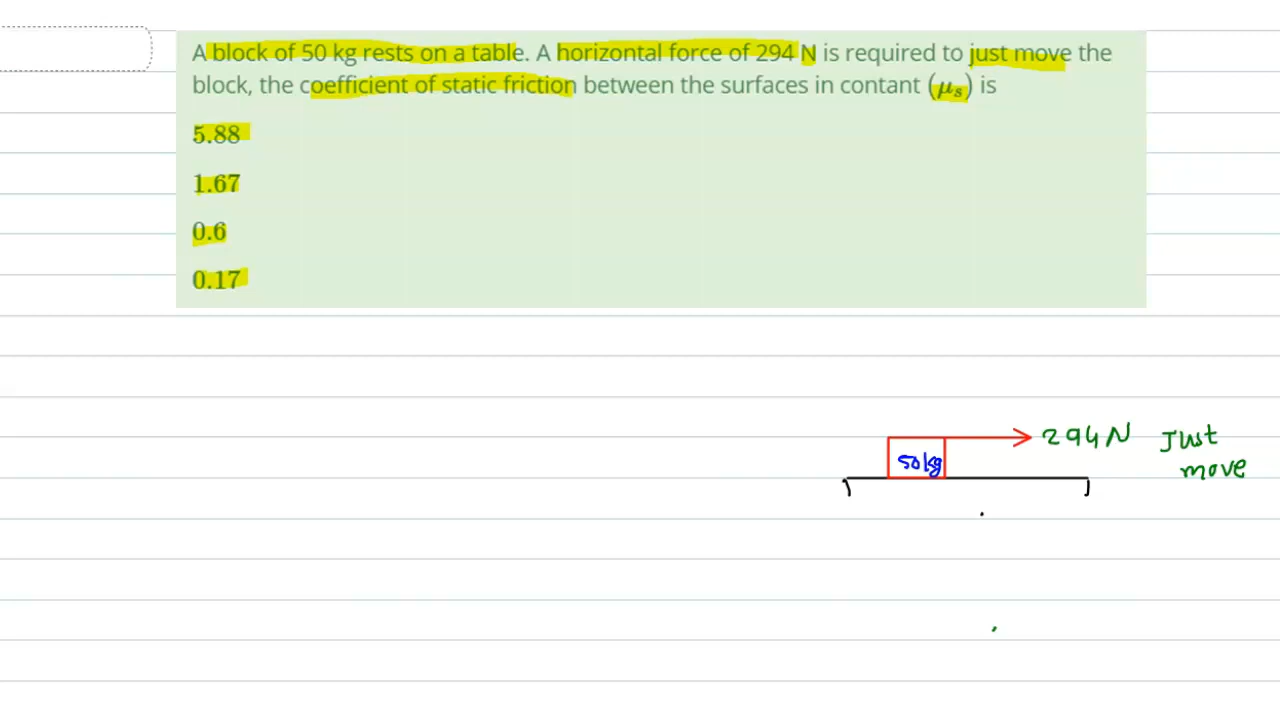 A block of 50 kg rests on a table. A horizontal force of 294 N is required to just move the
block, the coefficient of static friction between the surfaces in contant (μₛ) is
5.88
1.67
0.6
0.17
294 N Just
50kg
move